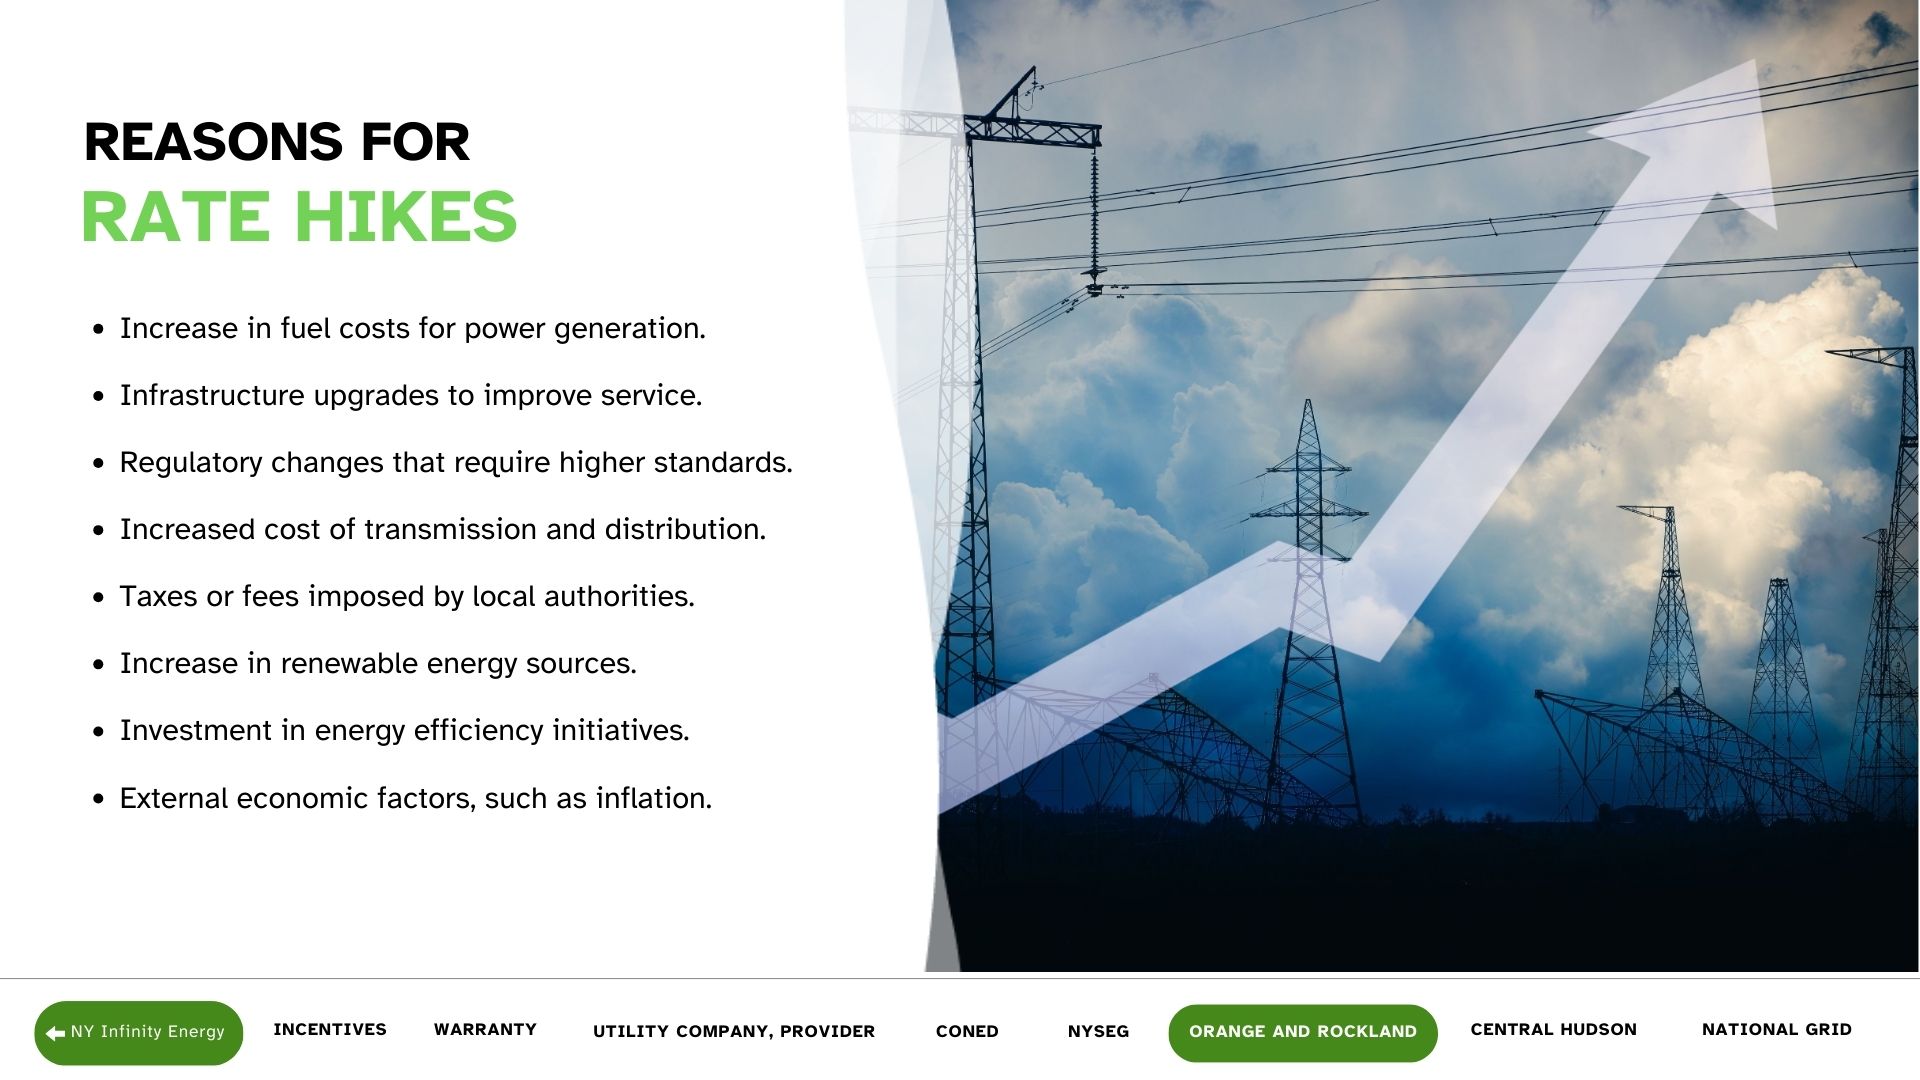 REASONS FOR
RATE HIKES
Increase in fuel costs for power generation.
Infrastructure upgrades to improve service.
Regulatory changes that require higher standards.
Increased cost of transmission and distribution.
Taxes or fees imposed by local authorities.
Increase in renewable energy sources.
Investment in energy efficiency initiatives.
External economic factors, such as inflation.
NY Infinity Energy
INCENTIVES
WARRANTY
UTILITY COMPANY, PROVIDER
CONED
NYSEG
ORANGE AND ROCKLAND
CENTRAL HUDSON
NATIONAL GRID